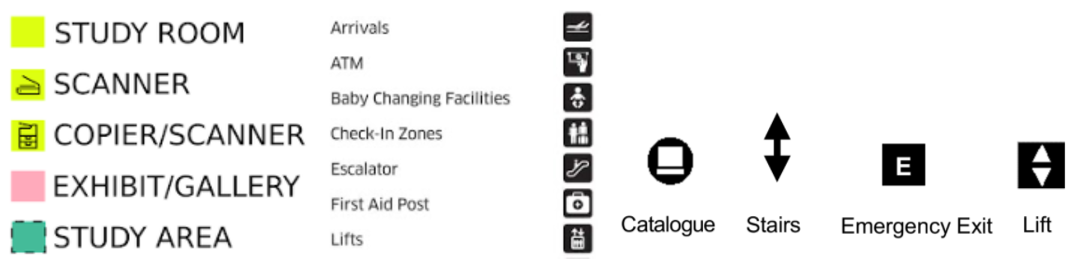 STUDY ROOM
SCANNER
COPIER/SCANNER
EXHIBIT/GALLERY
STUDY AREA
Arrivals
ATM
Baby Changing Facilities
Check-In Zones
Escalator
First Aid Post
Lifts
E
Catalogue
Stairs
Emergency Exit
Lift